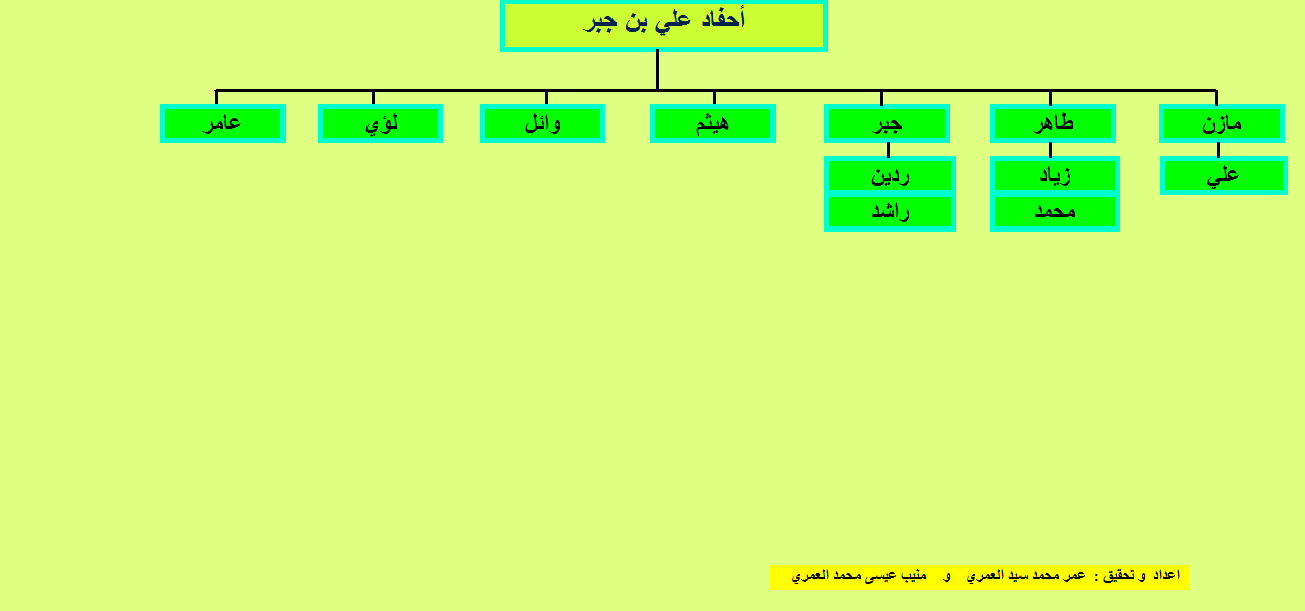 أحفاد علي بن جبر
مازن
طاهر
جبر
هيثم
وائل
لؤي
عامر
علي
زياد
ردين
محمد
راشد
اعداد و تحقيق : عمر محمد سيد العمري و منيب عيسى محمد العمري